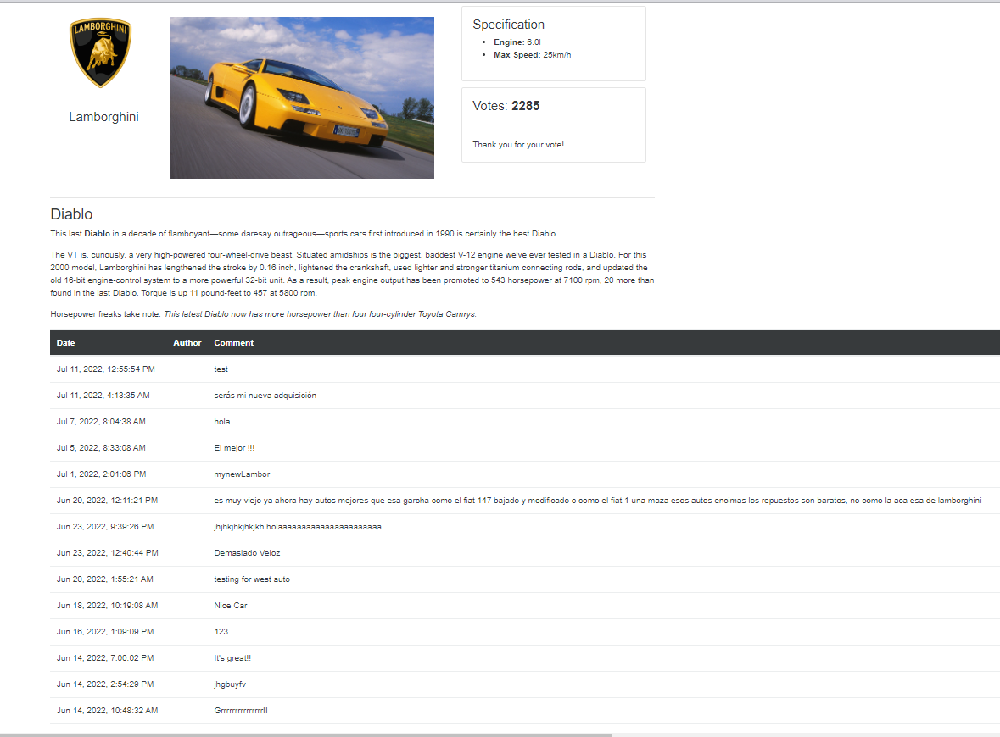 LAMBORGHINI
Lamborghini
Specification
Engine: 6.0l
Max Speed: 25km/h
Votes: 2285
Thank you for your vote!
Diablo
This last Diablo in a decade of flamboyant—some daresay outrageous—sports cars first introduced in 1990 is certainly the best Diablo.
The VT is, curiously, a very high-powered four-wheel-drive beast. Situated amidships is the biggest, baddest V-12 engine we've ever tested in a Diablo. For this
2000 model, Lamborghini has lengthened the stroke by 0.16 inch, lightened the crankshaft, used lighter and stronger titanium connecting rods, and updated the
old 16-bit engine-control system to a more powerful 32-bit unit. As a result, peak engine output has been promoted to 543 horsepower at 7100 rpm, 20 more than
found in the last Diablo. Torque is up 11 pound-feet to 457 at 5800 rpm.
Horsepower freaks take note: This latest Diablo now has more horsepower than four four-cylinder Toyota Camrys.
Date Author Comment
Jul 11, 2022, 12:55:54 PM test
Jul 11, 2022, 4:13:35 AM serás mi nueva adquisición
Jul 7, 2022, 8:04:38 AM hola
Jul 5, 2022, 8:33:08 AM El mejor !!!
Jul 1, 2022, 2:01:06 PM mynewLambor
Jun 29, 2022, 12:11:21 PM es muy viejo ya ahora hay autos mejores que esa garcha como el fiat 147 bajado y modificado o como el fiat 1 una maza esos autos encimas los repuestos son baratos, no como la aca esa de lamborghini
Jun 23, 2022, 9:39:26 PM jhjhkjhkjhkjkh holaaaaaaaaaaaaaaaaaaaaaa
Jun 23, 2022, 12:40:44 PM Demasiado Veloz
Jun 20, 2022, 1:55:21 AM testing for west auto
Jun 18, 2022, 10:19:08 AM Nice Car
Jun 16, 2022, 1:09:09 PM 123
Jun 14, 2022, 7:00:02 PM It's great!!
Jun 14, 2022, 2:54:29 PM jhgbuyfv
Jun 14, 2022, 10:48:32 AM Grrrrrrrrrrrrrrr!!